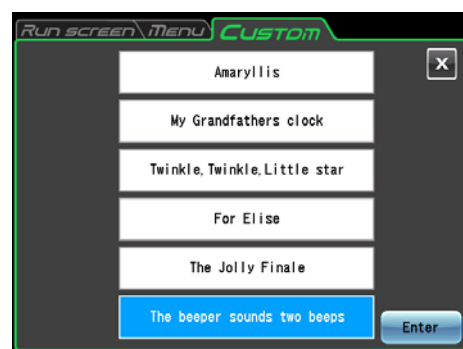 Run screen Menu Custom
X
Amaryllis
My Grandfathers clock
Twinkle,Twinkle,Little star
For Elise
The Jolly Finale
The beeper sounds two beeps
Enter